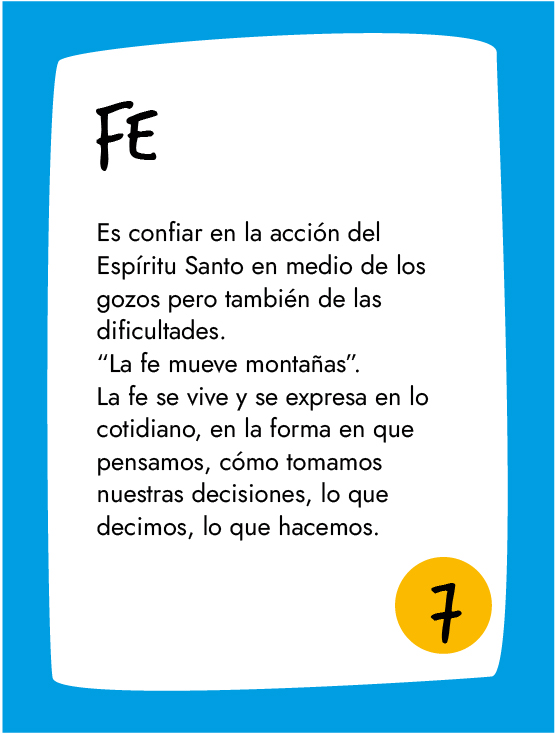 FE
Es confiar en la acción del
Espíritu Santo en medio de los
gozos pero también de las
dificultades.
“La fe mueve montañas”.
La fe se vive y se expresa en lo
cotidiano, en la forma en que
pensamos, cómo tomamos
nuestras decisiones, lo que
decimos, lo que hacemos.
7